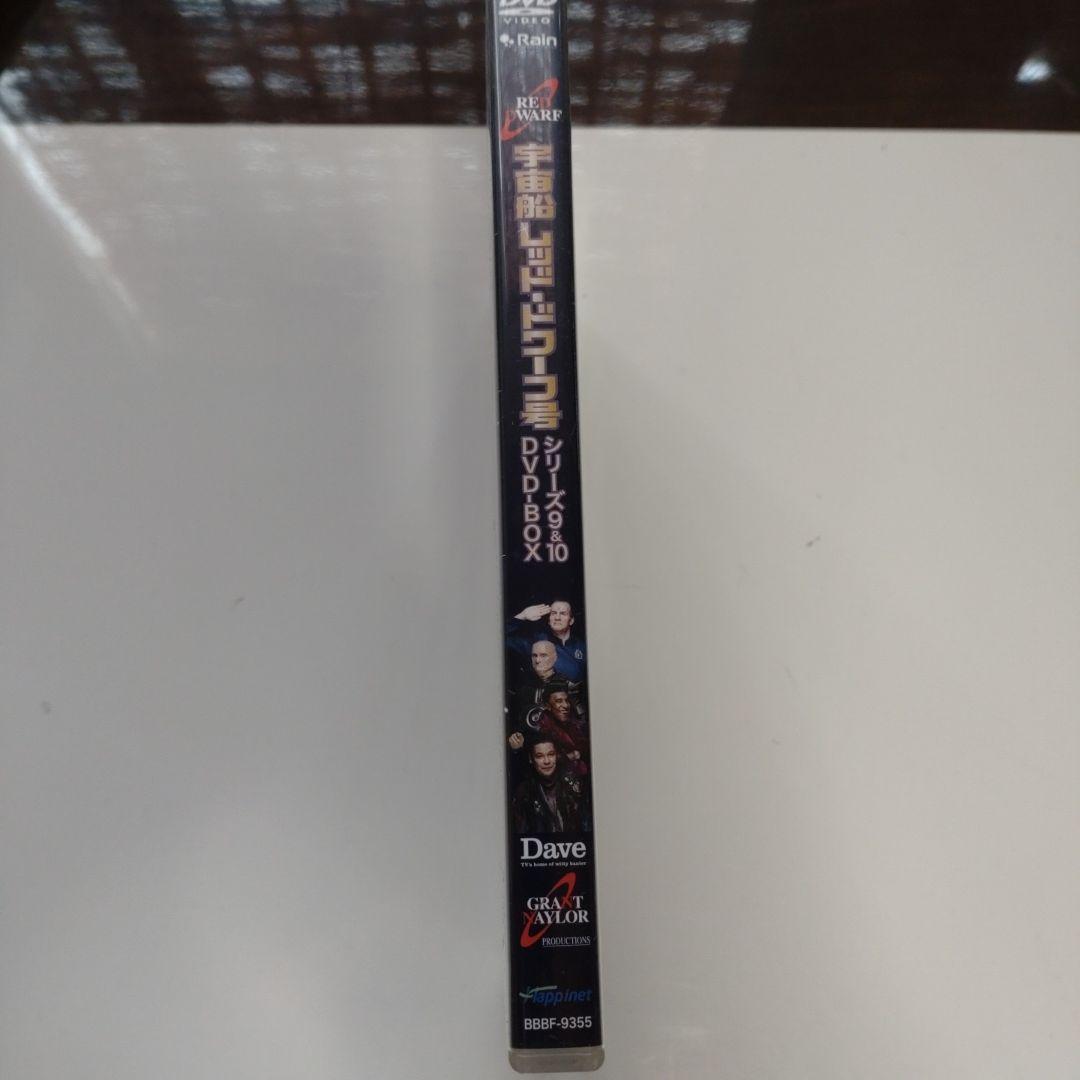 DVD
VIDEO
Rain
RED
DWARF
宇宙船レッド・ドワーフ号
シリーズ9&10
DVD-BOX
Dave
TV's home of witty banter
GRANT
NAYLOR
PRODUCTIONS
Happinet
BBBF-9355